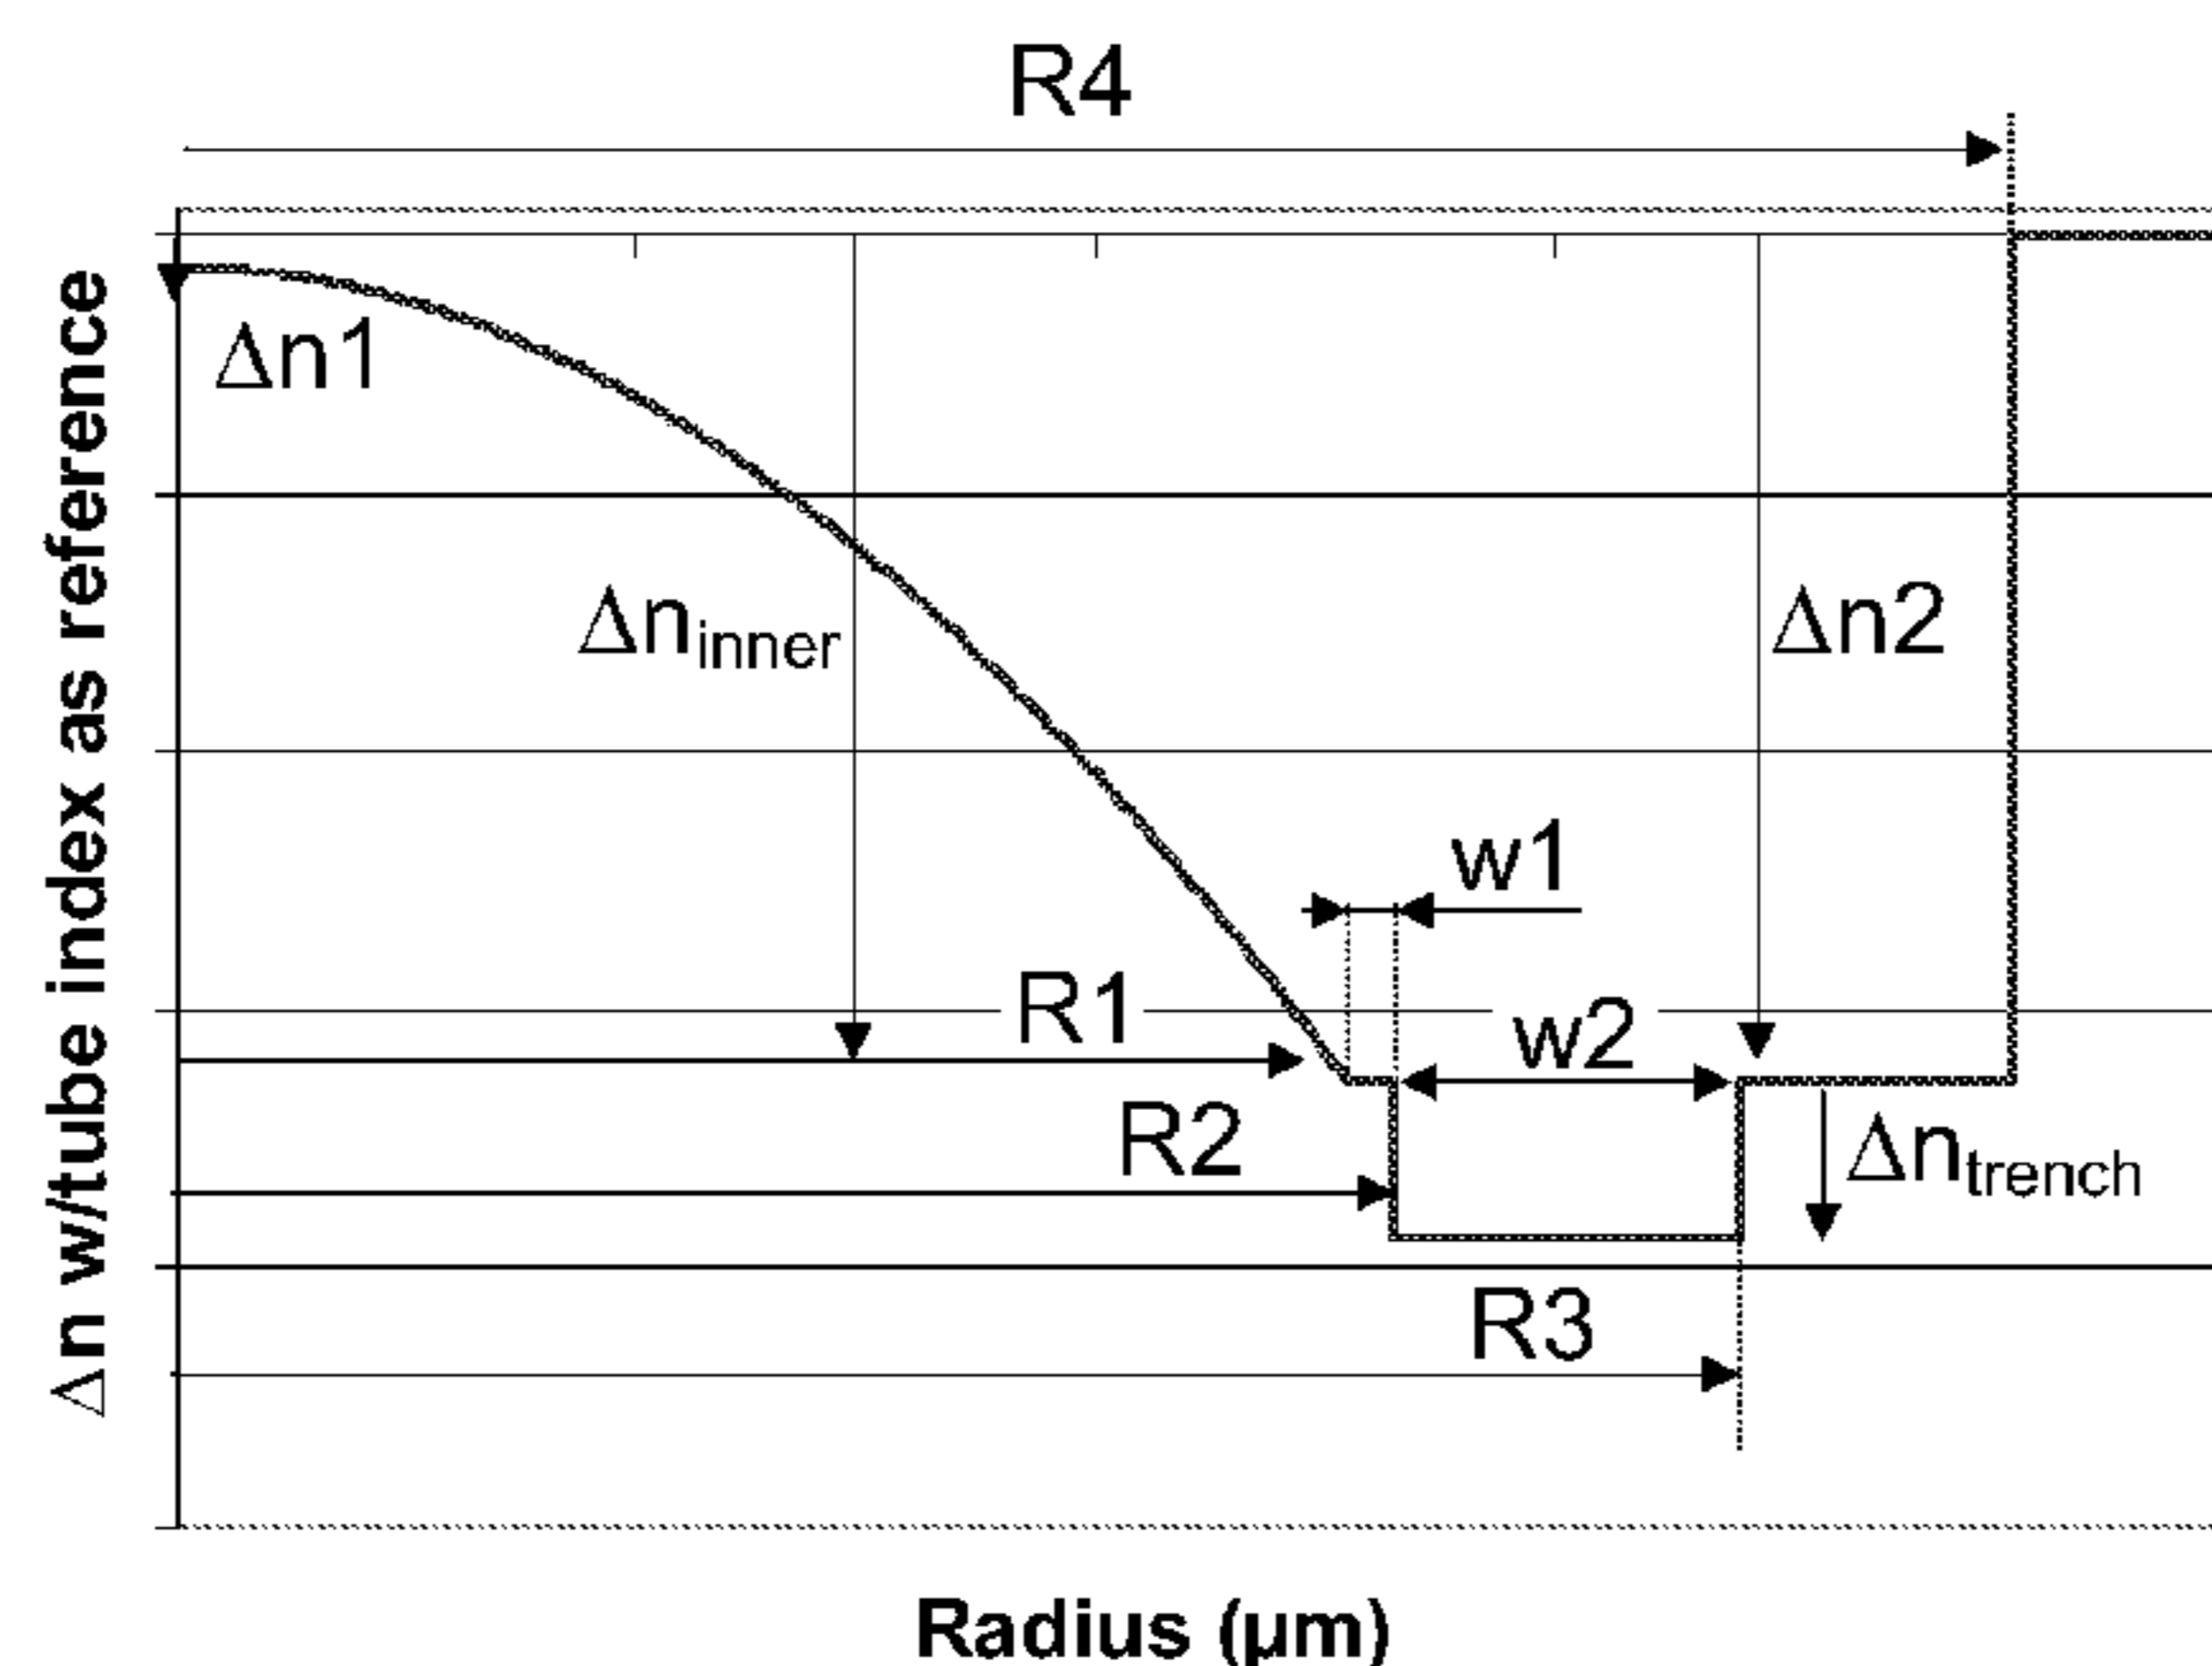 R4
Δn w/tube index as reference
Δn1
Δninner
Δn2
w1
R1
w2
R2
Δntrench
R3
Radius (μm)